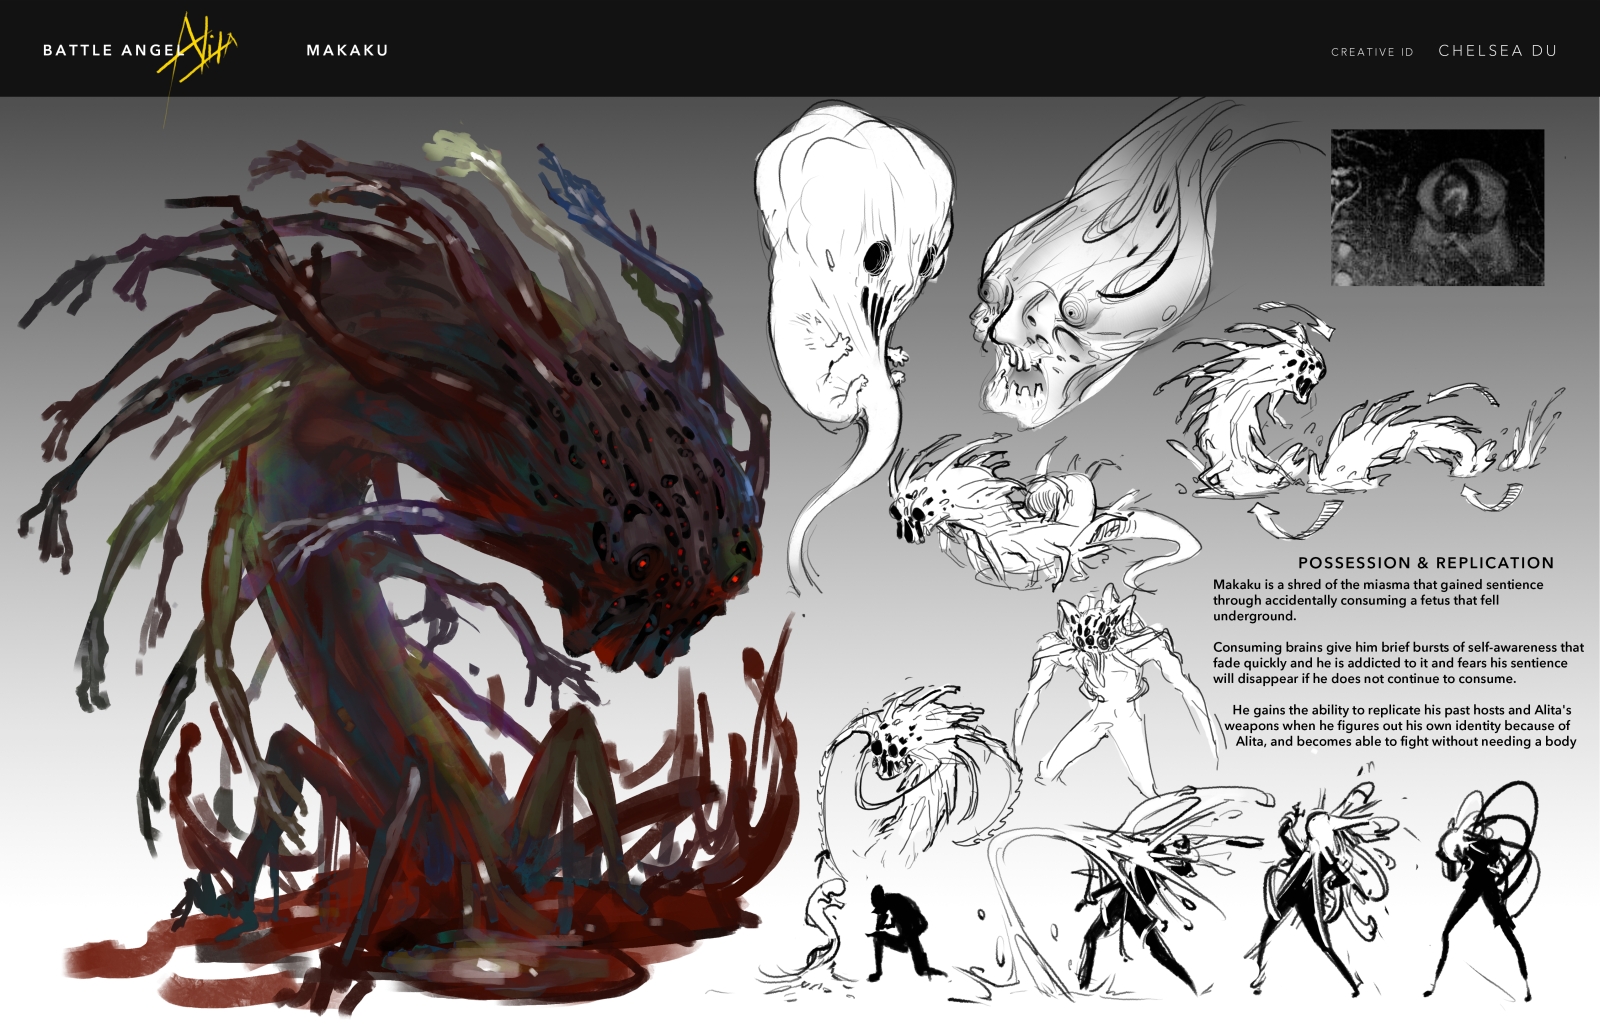 BATTLE ANGEL Alita
MAKAKU
CREATIVE ID CHELSEA DU
POSSESSION & REPLICATION
Makaku is a shred of the miasma that gained sentience
through accidentally consuming a fetus that fell
underground.
Consuming brains give him brief bursts of self-awareness that
fade quickly and he is addicted to it and fears his sentience
will disappear if he does not continue to consume.
He gains the ability to replicate his past hosts and Alita's
weapons when he figures out his own identity because of
Alita, and becomes able to fight without needing a body